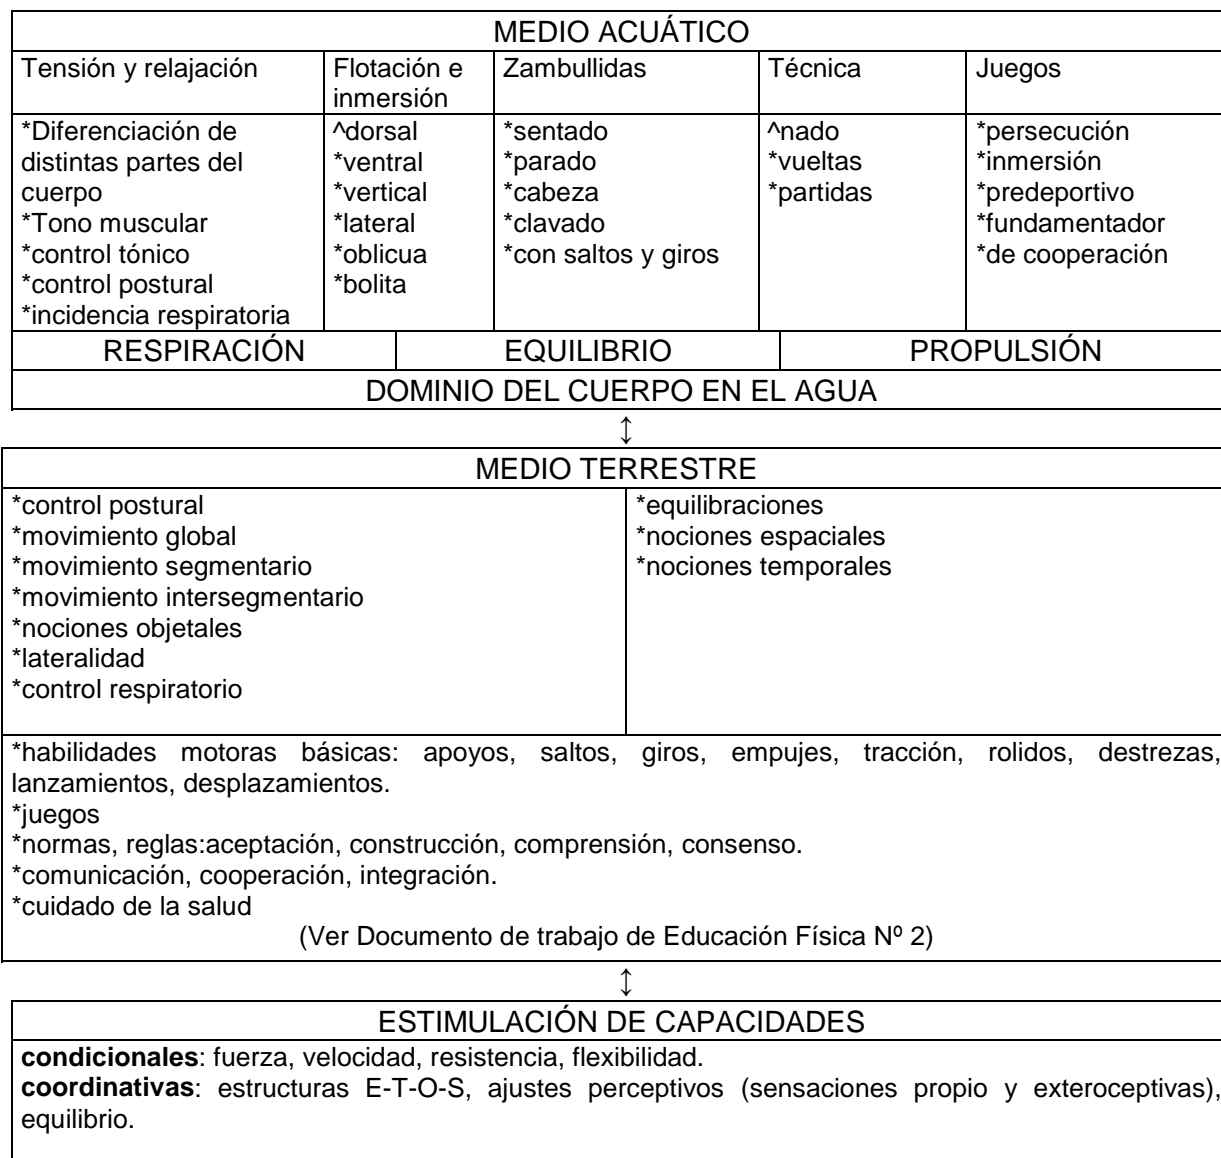 MEDIO ACUÁTICO
Tensión y relajación
Flotación e
inmersión
Zambullidas
Técnica
Juegos
*Diferenciación de
distintas partes del
cuerpo
*Tono muscular
*control tónico
*control postural
*incidencia respiratoria
^dorsal
*ventral
*vertical
*lateral
*oblicua
*bolita
*sentado
*parado
*cabeza
*clavado
*con saltos y giros
^nado
*vueltas
*partidas
*persecución
*inmersión
*predeportivo
*fundamentador
*de cooperación
RESPIRACIÓN
EQUILIBRIO
PROPULSIÓN
DOMINIO DEL CUERPO EN EL AGUA
↕
MEDIO TERRESTRE
*control postural
*movimiento global
*movimiento segmentario
*movimiento intersegmentario
*nociones objetales
*lateralidad
*control respiratorio
*equilibraciones
*nociones espaciales
*nociones temporales
*habilidades motoras básicas: apoyos, saltos, giros, empujes, tracción, rolidos, destrezas,
lanzamientos, desplazamientos.
*juegos
*normas, reglas:aceptación, construcción, comprensión, consenso.
*comunicación, cooperación, integración.
*cuidado de la salud
(Ver Documento de trabajo de Educación Física Nº 2)
↕
ESTIMULACIÓN DE CAPACIDADES
condicionales: fuerza, velocidad, resistencia, flexibilidad.
coordinativas: estructuras E-T-O-S, ajustes perceptivos (sensaciones propio y exteroceptivas),
equilibrio.